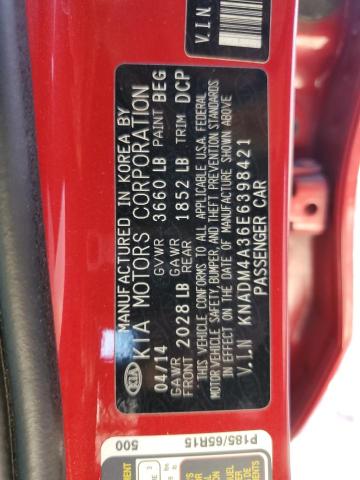 MANUFACTURED IN KOREA BY
KIA KIA MOTORS CORPORATION
04/14 GVWR 3660 LB PAINT BEG
GAWR FRONT 2028 LB GAWR REAR 1852 LB TRIM DCP
THIS VEHICLE CONFORMS TO ALL APPLICABLE U.S.A. FEDERAL
MOTOR VEHICLE SAFETY, BUMPER, AND THEFT PREVENTION STANDARDS
IN EFFECT ON THE DATE OF MANUFACTURE SHOWN ABOVE
V.I.N KNADM4A36E6398421
PASSENGER CAR
V.I.N.
P185/65R15
500